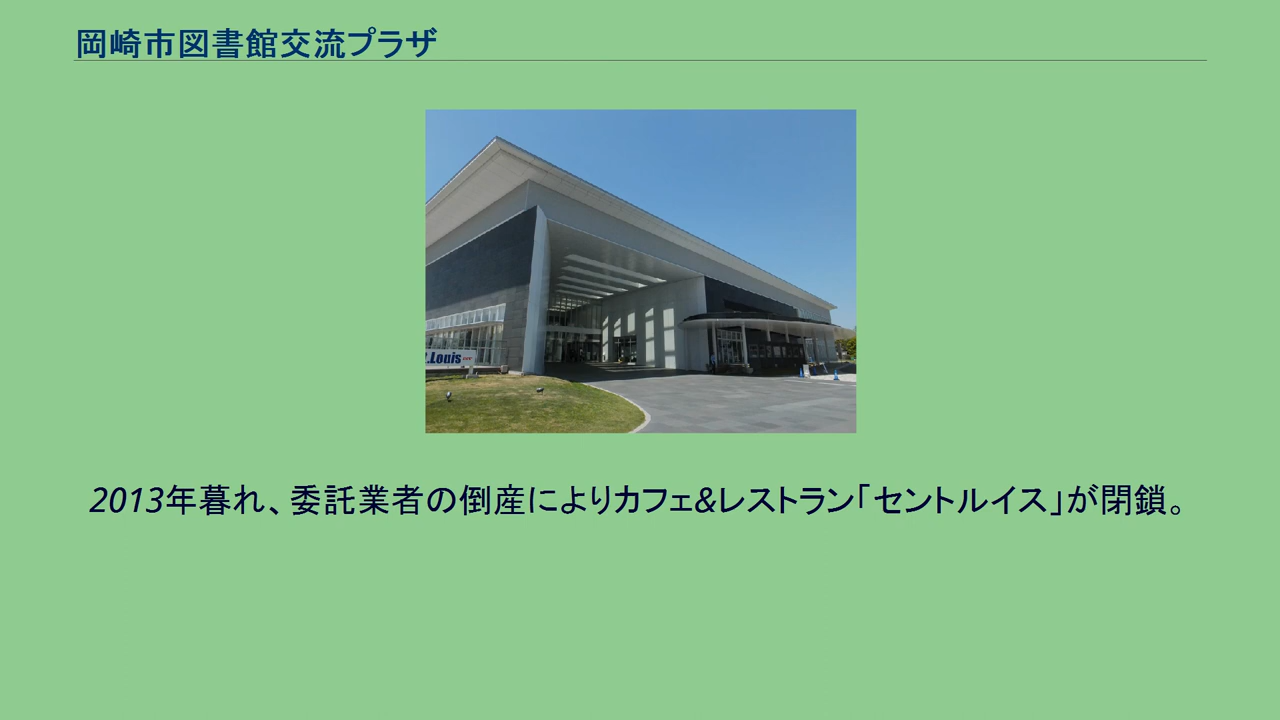 岡崎市図書館交流プラザ
.Louis
2013年暮れ、委託業者の倒産によりカフェ&レストラン「セントルイス」が閉鎖。